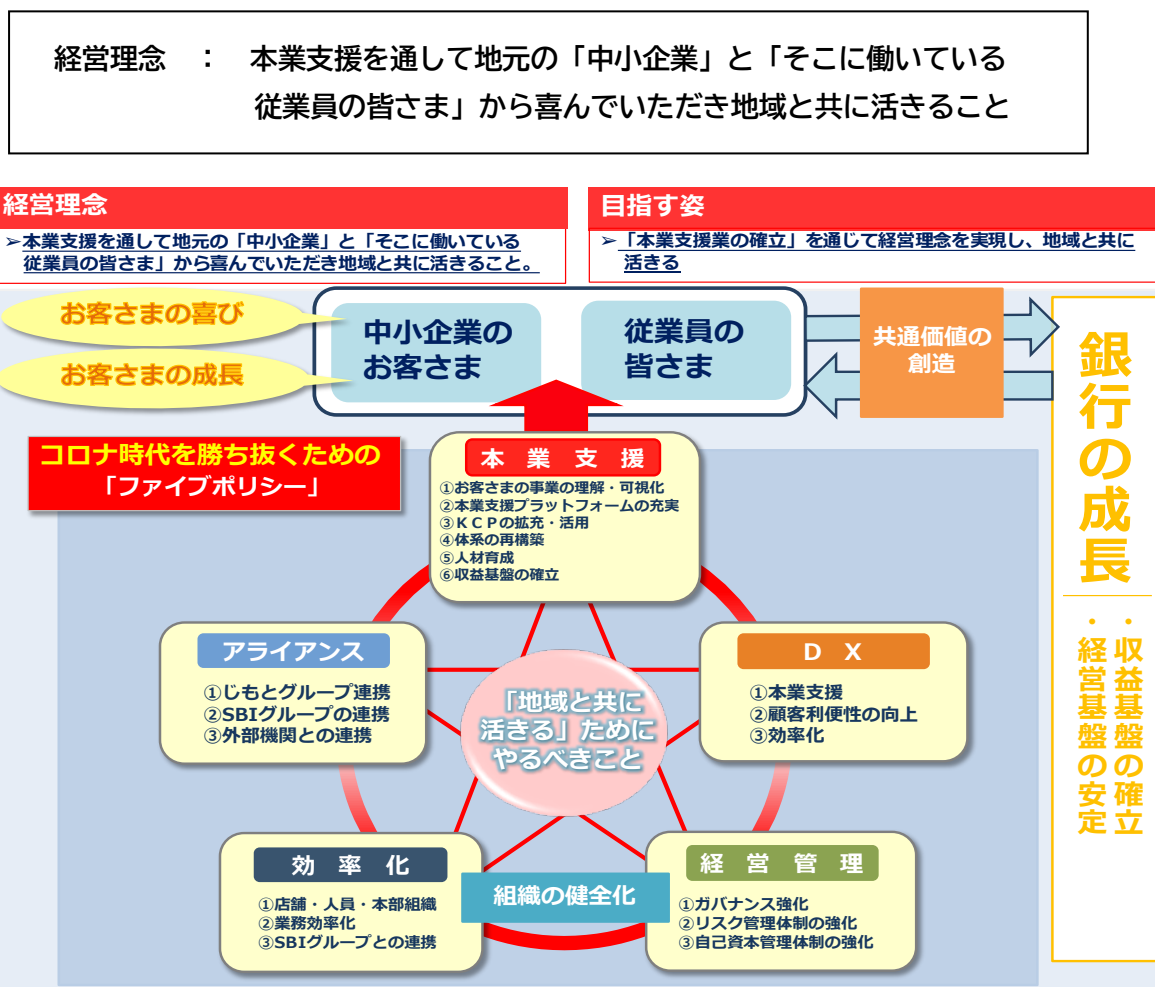 経営理念 ： 本業支援を通して地元の「中小企業」と「そこに働いている
従業員の皆さま」から喜んでいただき地域と共に活きること
経営理念
➢本業支援を通して地元の「中小企業」と「そこに働いている
従業員の皆さま」から喜んでいただき地域と共に活きること。
目指す姿
➢「本業支援業の確立」を通じて経営理念を実現し、地域と共に
活きる
お客さまの喜び
お客さまの成長
中小企業の
お客さま
従業員の
皆さま
共通価値の
創造
銀行の成長
・収益基盤の確立
・経営基盤の安定
コロナ時代を勝ち抜くための
「ファイブポリシー」
本 業 支 援
①お客さまの事業の理解・可視化
②本業支援プラットフォームの充実
③ＫＣＰの拡充・活用
④体系の再構築
⑤人材育成
⑥収益基盤の確立
アライアンス
①じもとグループ連携
②SBIグループの連携
③外部機関との連携
Ｄ Ｘ
①本業支援
②顧客利便性の向上
③効率化
「地域と共に
活きる」ために
やるべきこと
効 率 化
①店舗・人員・本部組織
②業務効率化
③SBIグループとの連携
組織の健全化
経 営 管 理
①ガバナンス強化
②リスク管理体制の強化
③自己資本管理体制の強化